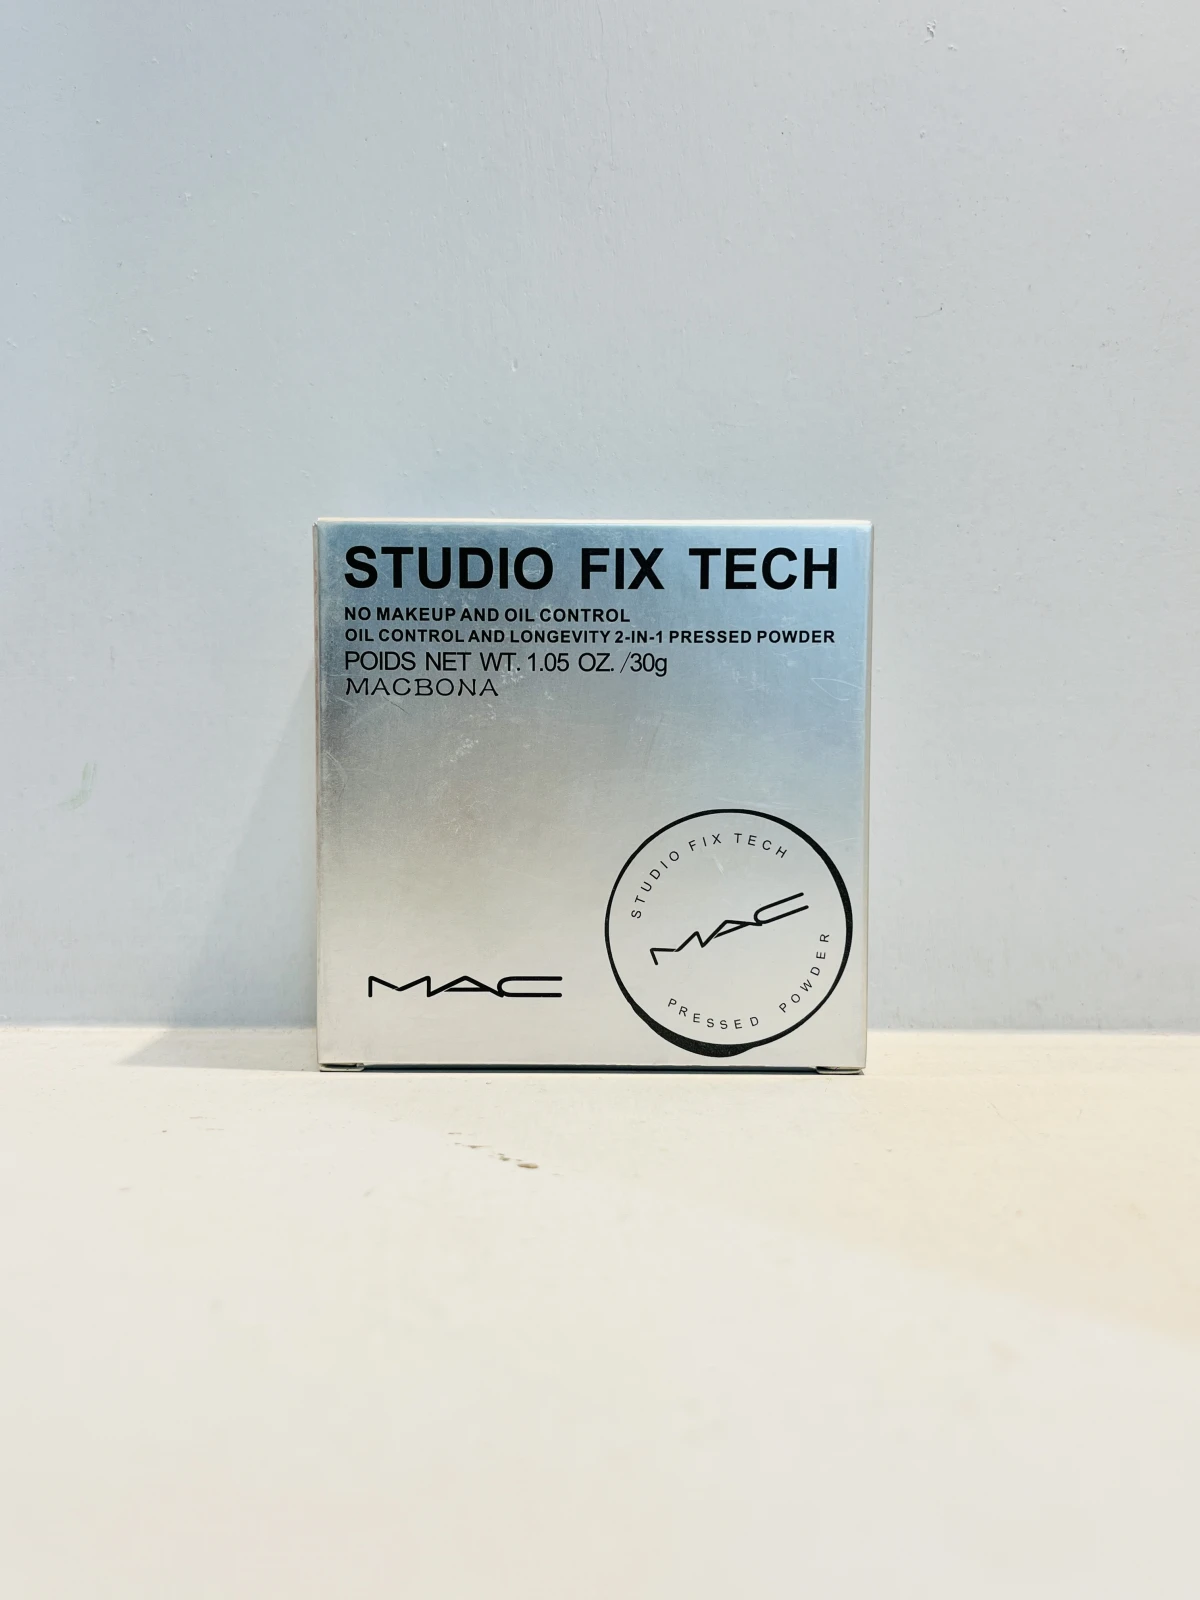 STUDIO FIX TECH
NO MAKEUP AND OIL CONTROL
OIL CONTROL AND LONGEVITY 2-IN-1 PRESSED POWDER
POIDS NET WT. 1.05 OZ. /30g
MACBONA
STUDIO FIX TECH
MAC
PRESSED POWDER
MAC